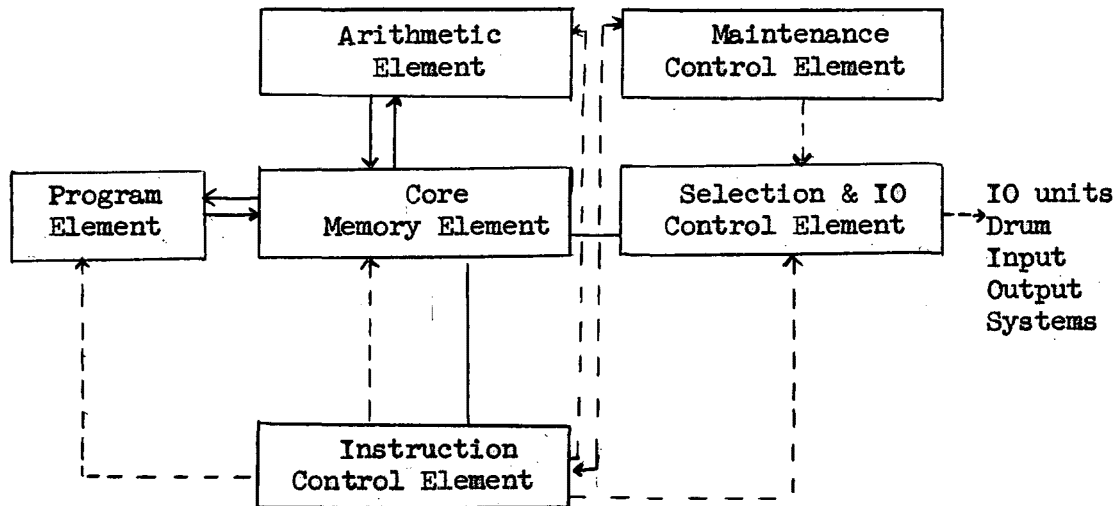 Arithmetic
Element
Maintenance
Control Element
Program
Element
Core
Memory Element
Selection & IO
Control Element
IO units
Drum
Input
Output
Systems
Instruction
Control Element